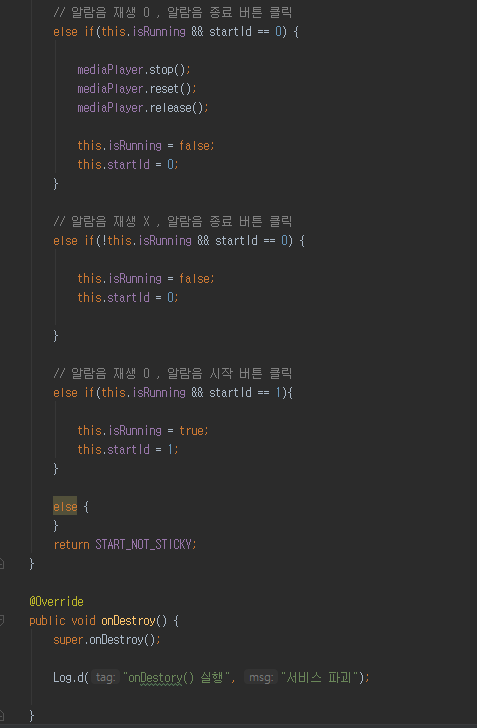 // 알람음 재생 O , 알람음 종료 버튼 클릭
else if(this.isRunning && startId == 0) {
mediaPlayer.stop();
mediaPlayer.reset();
mediaPlayer.release();
this.isRunning = false;
this.startId = 0;
}
// 알람음 재생 X , 알람음 종료 버튼 클릭
else if(!this.isRunning && startId == 0) {
this.isRunning = false;
this.startId = 0;
}
// 알람음 재생 O , 알람음 시작 버튼 클릭
else if(this.isRunning && startId == 1){
this.isRunning = true;
this.startId = 1;
}
else {
}
return START_NOT_STICKY;
}
@Override
public void onDestroy() {
super.onDestroy();
Log.d( tag: "onDestory() 실행", msg: "서비스 파괴");
}